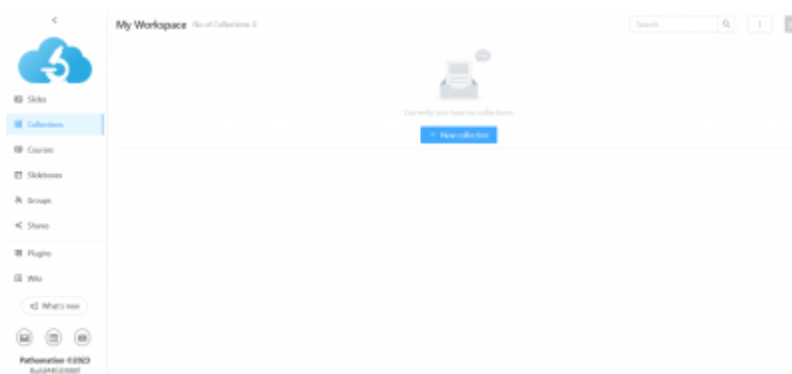 My Workspace No of Collections: 0
Search
Slides
Collections
Courses
Slideboxes
Groups
Shares
Plugins
Wiki
What's new
Currently you have no collections.
+ New collection
Pathomation ©2023